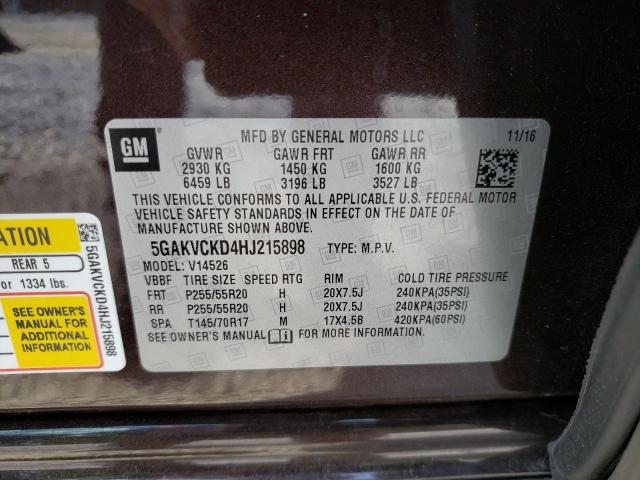 GM
MFD BY GENERAL MOTORS LLC 11/16
GVWR GAWR FRT GAWR RR
2930 KG 1450 KG 1600 KG
6459 LB 3196 LB 3527 LB
THIS VEHICLE CONFORMS TO ALL APPLICABLE U.S. FEDERAL MOTOR
VEHICLE SAFETY STANDARDS IN EFFECT ON THE DATE OF
MANUFACTURE SHOWN ABOVE.
5GAKVCKD4HJ215898 TYPE: M.P.V.
MODEL: V14526
VBBF TIRE SIZE SPEED RTG RIM COLD TIRE PRESSURE
FRT P255/55R20 H 20X7.5J 240KPA(35PSI)
RR P255/55R20 H 20X7.5J 240KPA(35PSI)
SPA T145/70R17 M 17X4.5B 420KPA(60PSI)
SEE OWNER'S MANUAL FOR MORE INFORMATION.
ATION
REAR 5
or 1334 lbs.
SEE OWNER'S
MANUAL FOR
ADDITIONAL
INFORMATION
5GAKVCKD4HJ215898